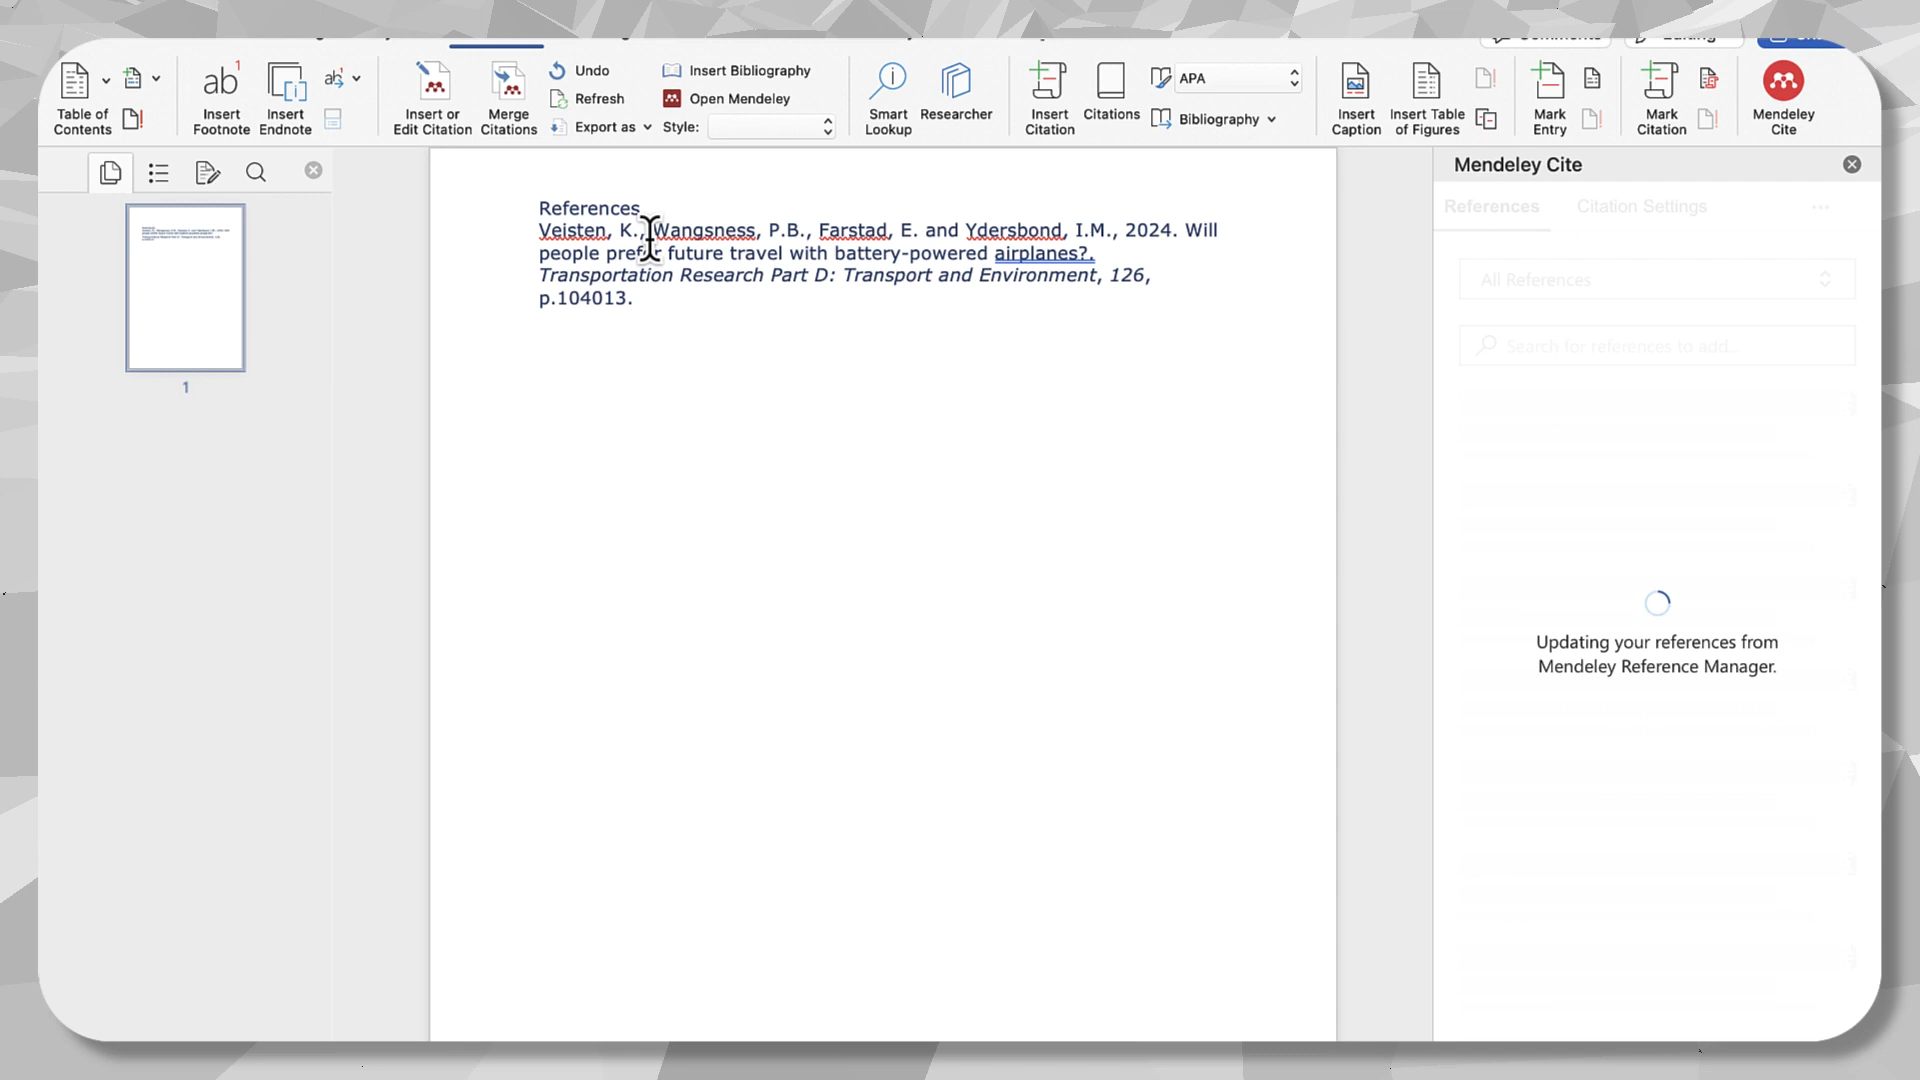 Comments
Editing
Table of
Contents
ab1
Insert
Footnote
Insert
Endnote
ab1
Insert or
Edit Citation
Merge
Citations
Undo
Refresh
Export as
Insert Bibliography
Open Mendeley
Style:
Smart
Lookup
Researcher
Insert
Citation
Citations
APA
Bibliography
Insert
Caption
Insert Table
of Figures
Mark
Entry
Mark
Citation
Mendeley
Cite
1
References
Veisten, K., Wangsness, P.B., Farstad, E. and Ydersbond, I.M., 2024. Will
people prefer future travel with battery-powered airplanes?.
Transportation Research Part D: Transport and Environment, 126,
p.104013.
Mendeley Cite
References
Citation Settings
All References
Search for references to add...
Updating your references from
Mendeley Reference Manager.